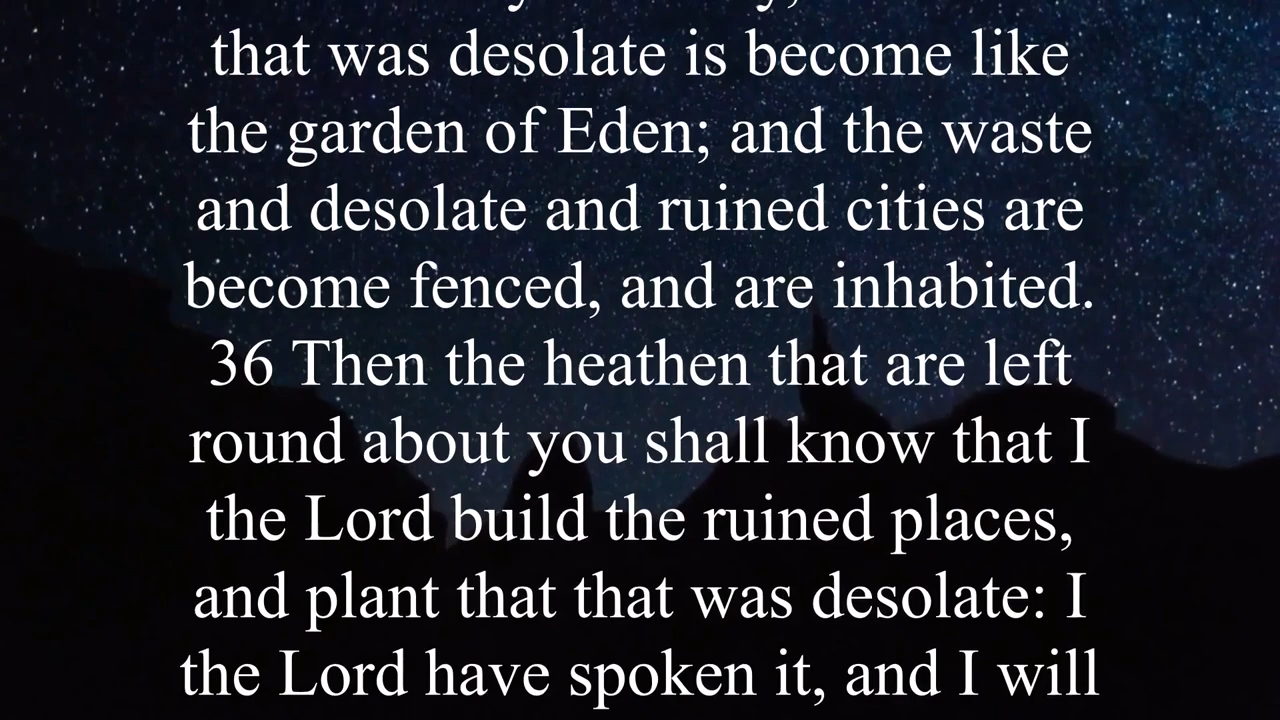 that was desolate is become like
the garden of Eden; and the waste
and desolate and ruined cities are
become fenced, and are inhabited.
36 Then the heathen that are left
round about you shall know that I
the Lord build the ruined places,
and plant that that was desolate: I
the Lord have spoken it, and I will